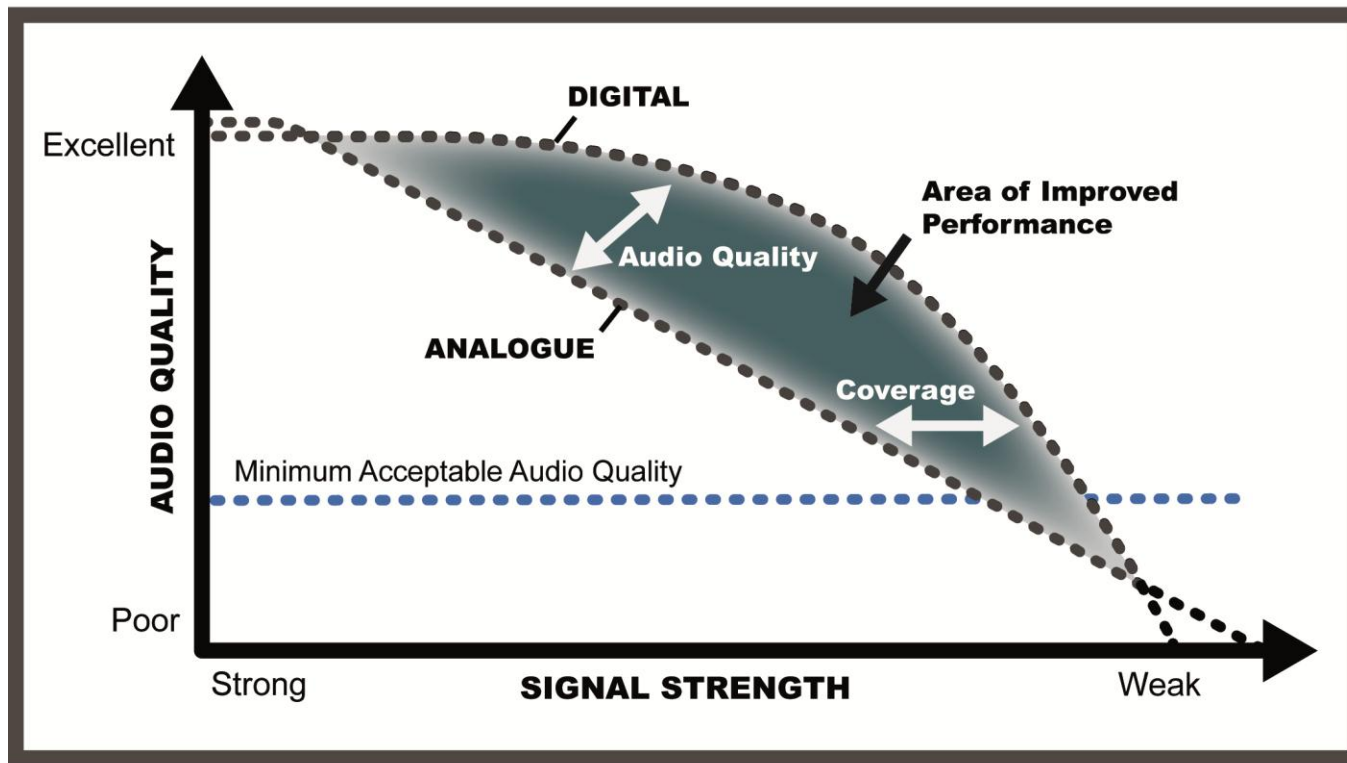 DIGITAL
Excellent
Area of Improved
Performance
Audio Quality
ANALOGUE
AUDIO QUALITY
Coverage
Minimum Acceptable Audio Quality
Poor
Strong
SIGNAL STRENGTH
Weak